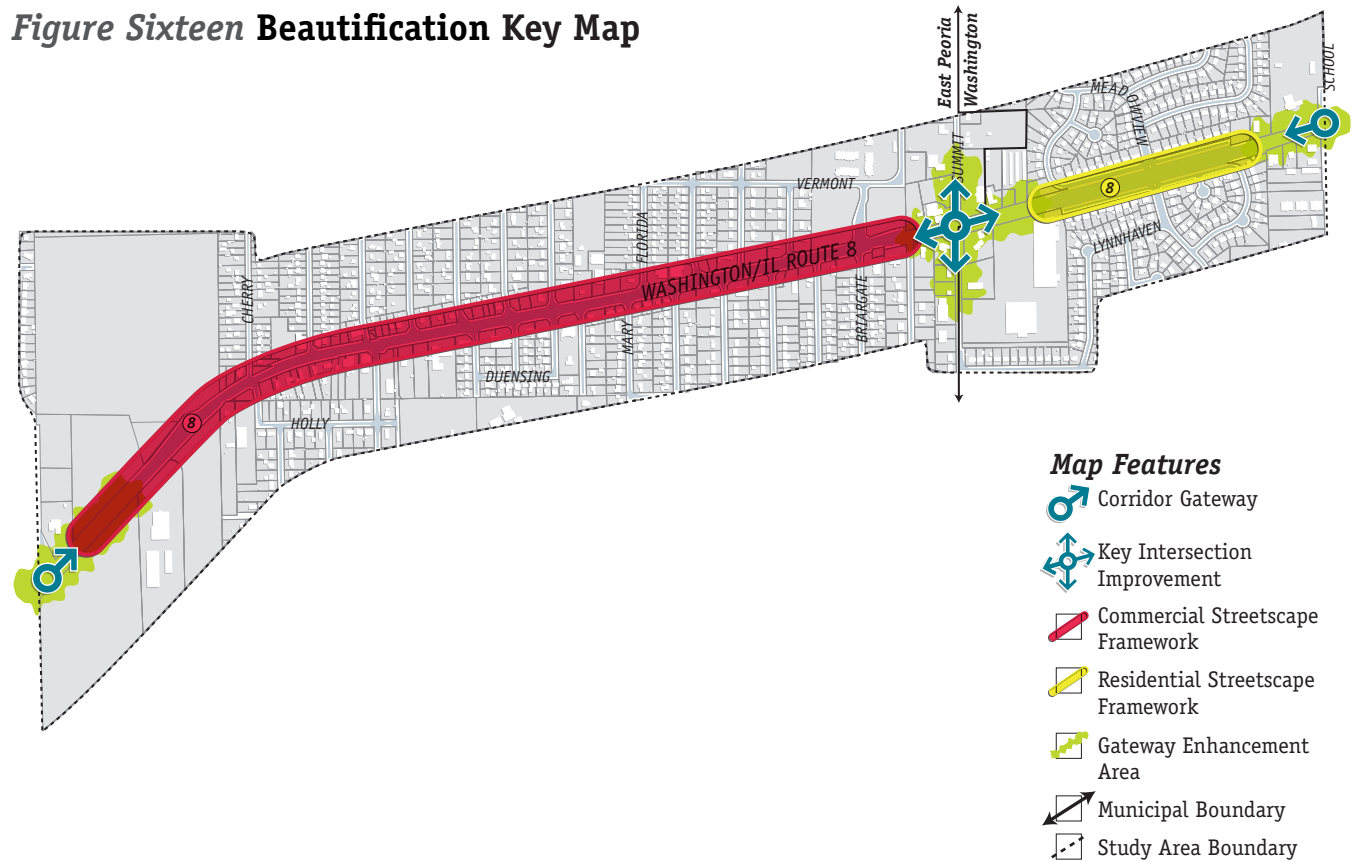 Figure Sixteen Beautification Key Map
East Peoria
Washington
SCHOOL
MEADOWVIEW
SUMMIT
VERMONT
8
LYNNHAVEN
FLORIDA
WASHINGTON/IL ROUTE 8
CHERRY
BRIARGATE
MARY
DUENSING
HOLLY
8
Map Features
Corridor Gateway
Key Intersection
Improvement
Commercial Streetscape
Framework
Residential Streetscape
Framework
Gateway Enhancement
Area
Municipal Boundary
Study Area Boundary